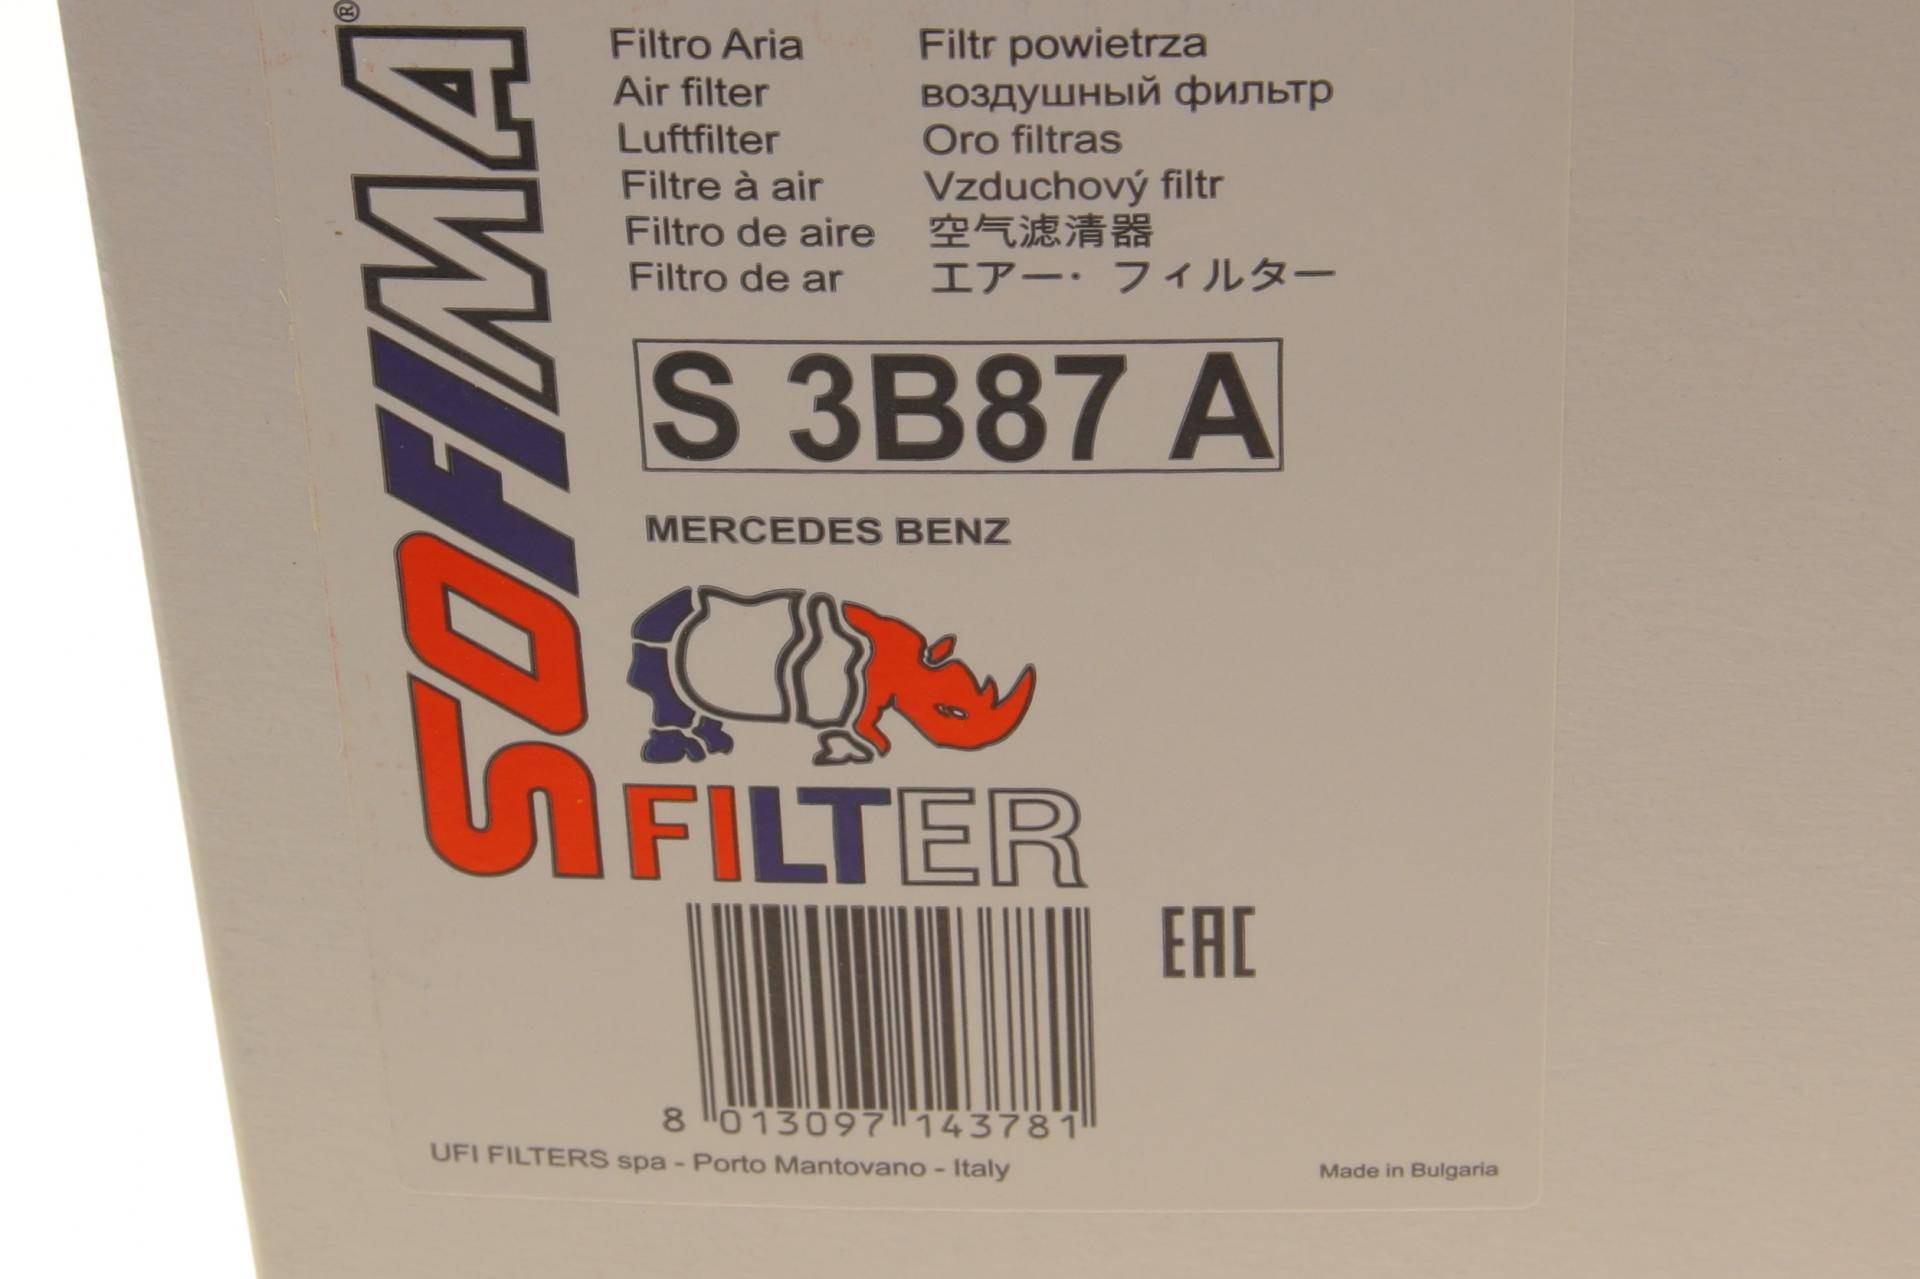 SOFIMA®
Filtro Aria
Air filter
Luftfilter
Filtre à air
Filtro de aire
Filtro de ar
Filtr powietrza
воздушный фильтр
Oro filtras
Vzduchový filtr
空气滤清器
エアー・フィルター
S 3B87 A
MERCEDES BENZ
FILTER
EAC
8 013097 143781
UFI FILTERS spa - Porto Mantovano - Italy
Made in Bulgaria